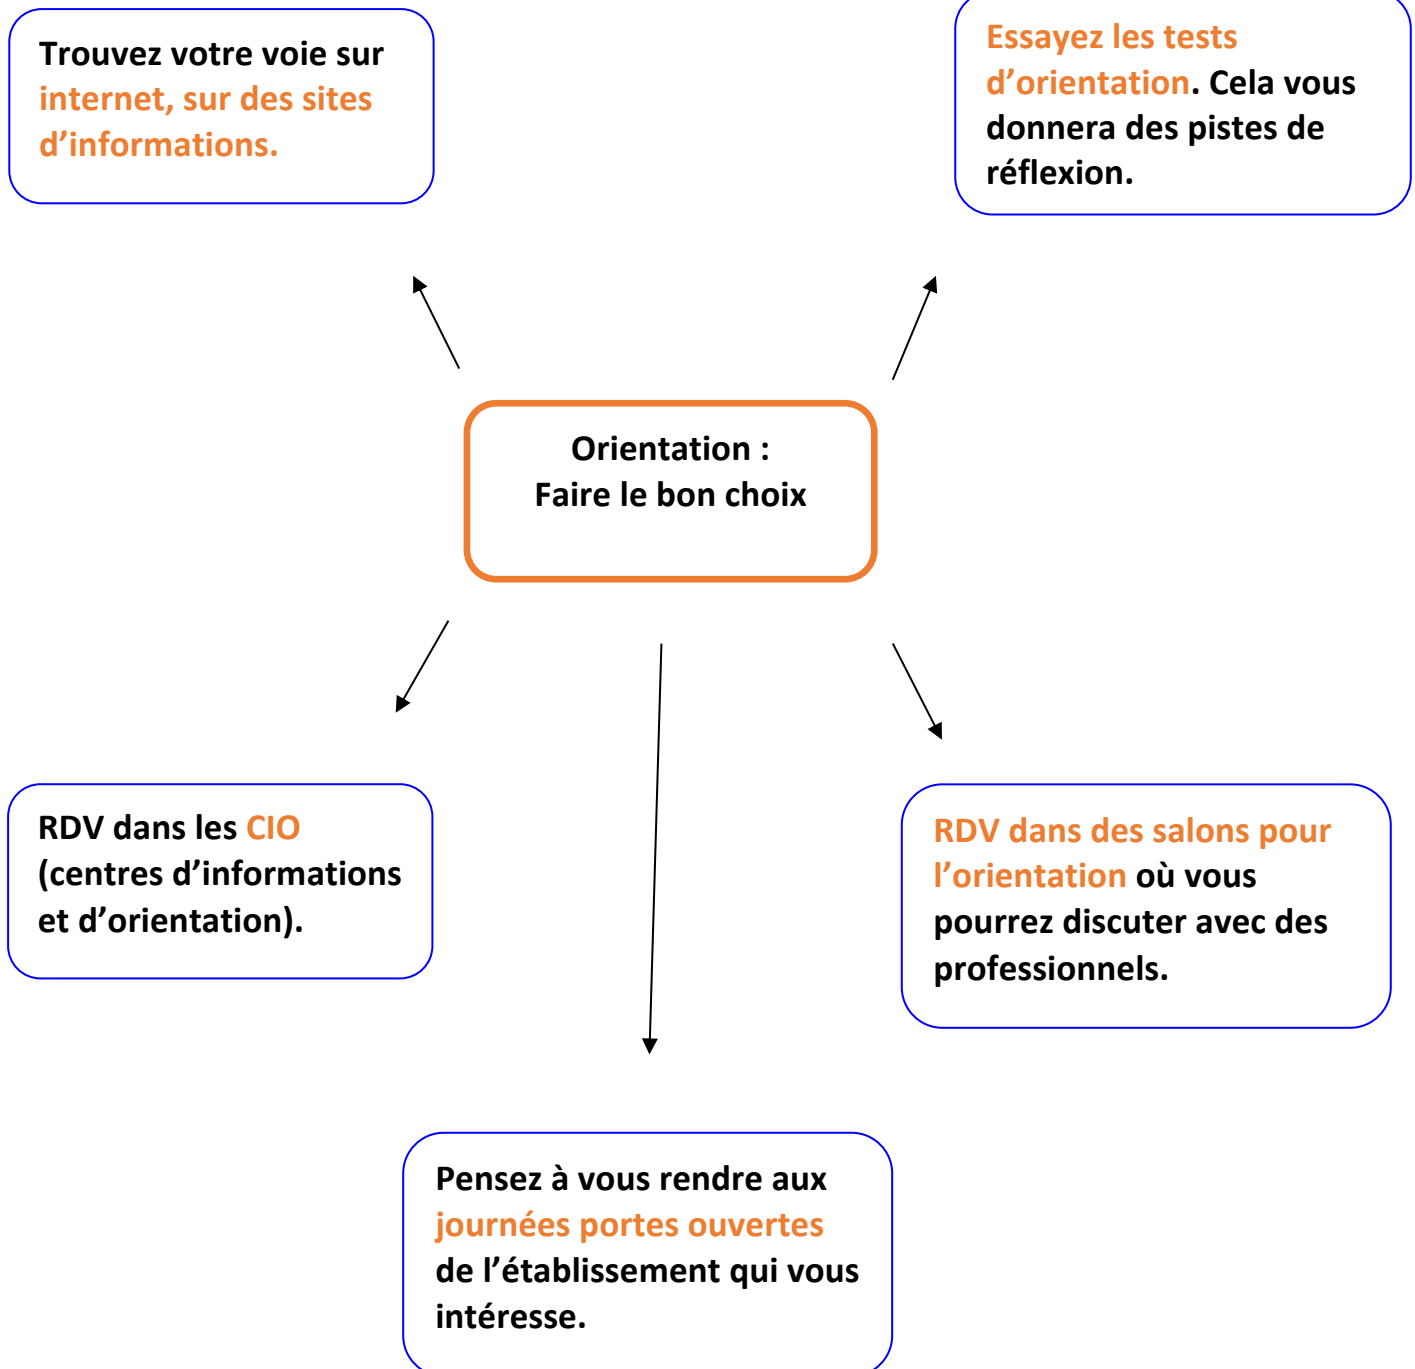 Trouvez votre voie sur
internet, sur des sites
d’informations.
Essayez les tests
d’orientation. Cela vous
donnera des pistes de
réflexion.
Orientation :
Faire le bon choix
RDV dans les CIO
(centres d’informations
et d’orientation).
RDV dans des salons pour
l’orientation où vous
pourrez discuter avec des
professionnels.
Pensez à vous rendre aux
journées portes ouvertes
de l’établissement qui vous
intéresse.